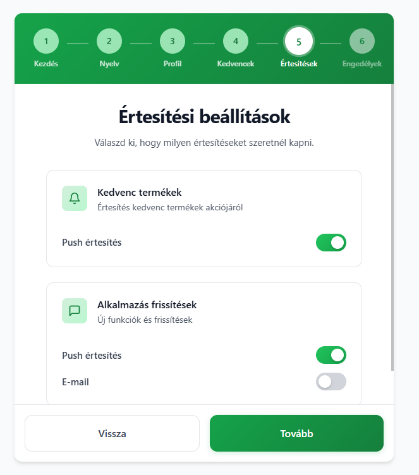 1 2 3 4 5 6
Kezdés Nyelv Profil Kedvencek Értesítések Engedélyek
Értesítési beállítások
Válaszd ki, hogy milyen értesítéseket szeretnél kapni.
Kedvenc termékek
Értesítés kedvenc termékek akciójáról
Push értesítés
Alkalmazás frissítések
Új funkciók és frissítések
Push értesítés
E-mail
Vissza Tovább